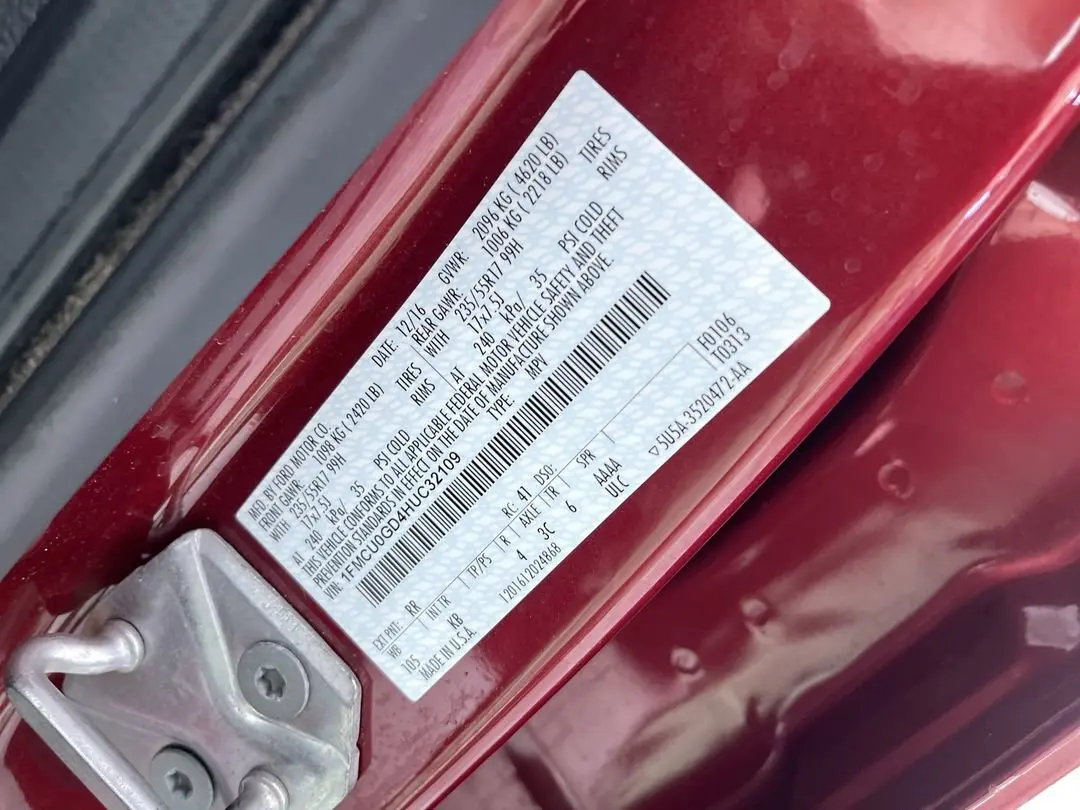 MFD. BY FORD MOTOR CO.
DATE: 12/16 GVWR: 2096 KG ( 4620 LB)
FRONT GAWR: 1098 KG ( 2420 LB) REAR GAWR: 1006 KG ( 2218 LB)
WITH 235/55R17 99H TIRES WITH 235/55R17 99H TIRES
17x7.5J RIMS 17x7.5J RIMS
AT 240 kPa/ 35 PSI COLD AT 240 kPa/ 35 PSI COLD
THIS VEHICLE CONFORMS TO ALL APPLICABLE FEDERAL MOTOR VEHICLE SAFETY AND THEFT
PREVENTION STANDARDS IN EFFECT ON THE DATE OF MANUFACTURE SHOWN ABOVE.
VIN: 1FMCU0GD4HUC32109 TYPE: MPV
EXT PNT: RR RC: 41 DSO: F0106
WB INT TR TP/PS R AXLE TR SPR T0313
105 KB 4 3C 6 AAAA
MADE IN U.S.A. 1201612024868 ULC
▽5U5A-3520472-AA